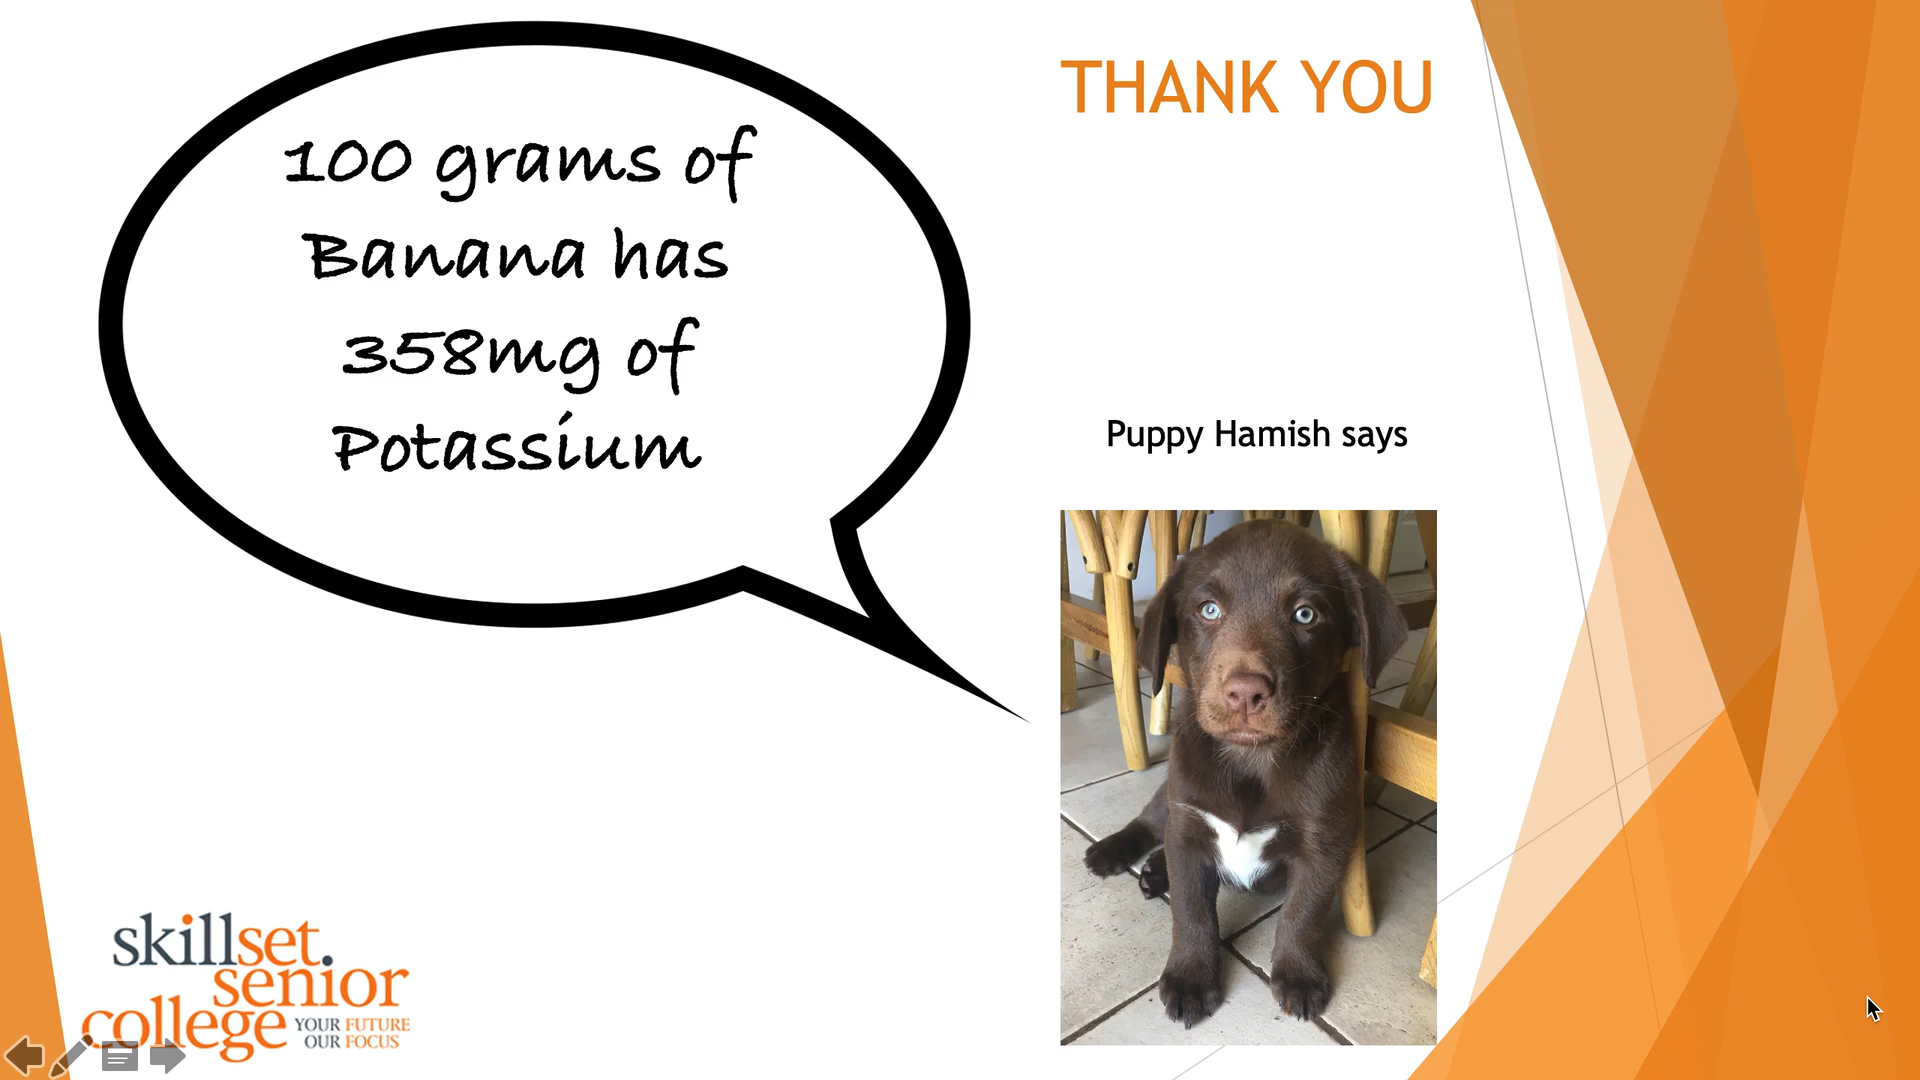 THANK YOU
100 grams of
Banana has
358mg of
Potassium
Puppy Hamish says
skillset.
senior
college
YOUR FUTURE
OUR FOCUS